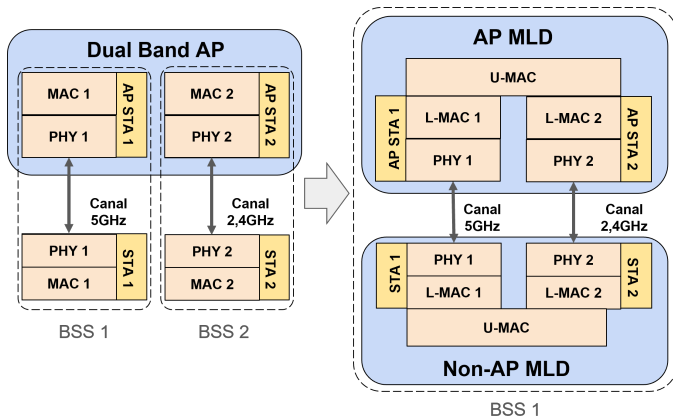 Dual Band AP
MAC 1
PHY 1
AP STA 1
MAC 2
PHY 2
AP STA 2
Canal
5GHz
Canal
2,4GHz
PHY 1
MAC 1
STA 1
PHY 2
MAC 2
STA 2
BSS 1
BSS 2
AP MLD
U-MAC
AP STA 1
L-MAC 1
PHY 1
L-MAC 2
PHY 2
AP STA 2
Canal
5GHz
Canal
2,4GHz
STA 1
PHY 1
L-MAC 1
PHY 2
L-MAC 2
STA 2
U-MAC
Non-AP MLD
BSS 1